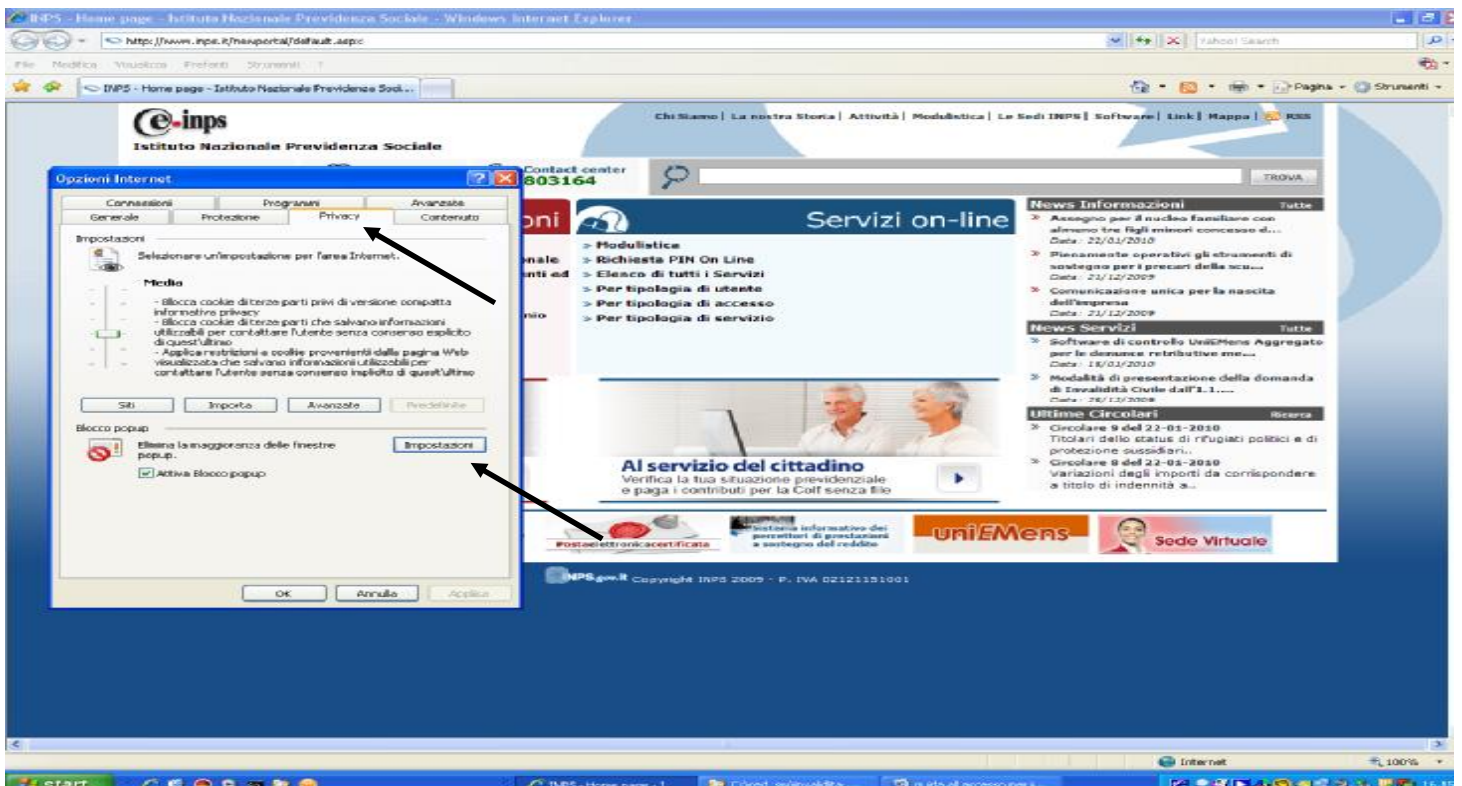 INPS - Home page - Istituto Nazionale Previdenza Sociale - Windows Internet Explorer
http://www.inps.it/newportal/default.aspx
Yahoo! Search
File Modifica Visualizza Preferiti Strumenti ?
INPS - Home page - Istituto Nazionale Previdenza Soci...
Pagina
Strumenti
e-inps
Istituto Nazionale Previdenza Sociale
Chi Siamo | La nostra Storia | Attività | Modulistica | Le Sedi INPS | Software | Link | Mappa | RSS
Contact center
803164
TROVA
Opzioni Internet
Connessioni Programmi Avanzate
Generale Protezione Privacy Contenuto
Impostazioni
Selezionare un'impostazione per l'area Internet.
Media
- Blocca cookie di terze parti privi di versione compatta
informativa privacy
- Blocca cookie di terze parti che salvano informazioni
utilizzabili per contattare l'utente senza consenso esplicito
di quest'ultimo
- Applica restrizioni a cookie provenienti dalla pagina Web
visualizzata che salvano informazioni utilizzabili per
contattare l'utente senza consenso implicito di quest'ultimo
Siti Importa Avanzate Predefinite
Blocco popup
Elimina la maggioranza delle finestre
popup.
Impostazioni
Attiva Blocco popup
OK Annulla Applica
oni
nale
nti ed
nio
Servizi on-line
> Modulistica
> Richiesta PIN On Line
> Elenco di tutti i Servizi
> Per tipologia di utente
> Per tipologia di accesso
> Per tipologia di servizio
News Informazioni Tutte
» Assegno per il nucleo familiare con
almeno tre figli minori concesso d...
Data : 22/01/2010
» Pienamente operativi gli strumenti di
sostegno per i precari della scu...
Data : 21/12/2009
» Comunicazione unica per la nascita
dell'impresa
Data : 21/12/2009
News Servizi Tutte
» Software di controllo UniEMens Aggregato
per le denunce retributive me...
Data : 18/01/2010
» Modalità di presentazione della domanda
di Invalidità Civile dall'1.1....
Ultime Circolari Ricerca
» Circolare 9 del 22-01-2010
Titolari dello status di rifugiati politici e di
protezione sussidiari..
» Circolare 8 del 22-01-2010
Variazioni degli importi da corrispondere
a titolo di indennità a..
Al servizio del cittadino
Verifica la tua situazione previdenziale
e paga i contributi per la Colf senza file
Postaelettronicacertificata
Sistema informativo dei
percettori di prestazioni
a sostegno del reddito
uniEMens
Sede Virtuale
INPS.gov.it Copyright INPS 2009 - P. IVA 02121151001
Internet
100%
start
INPS - Home page - I...